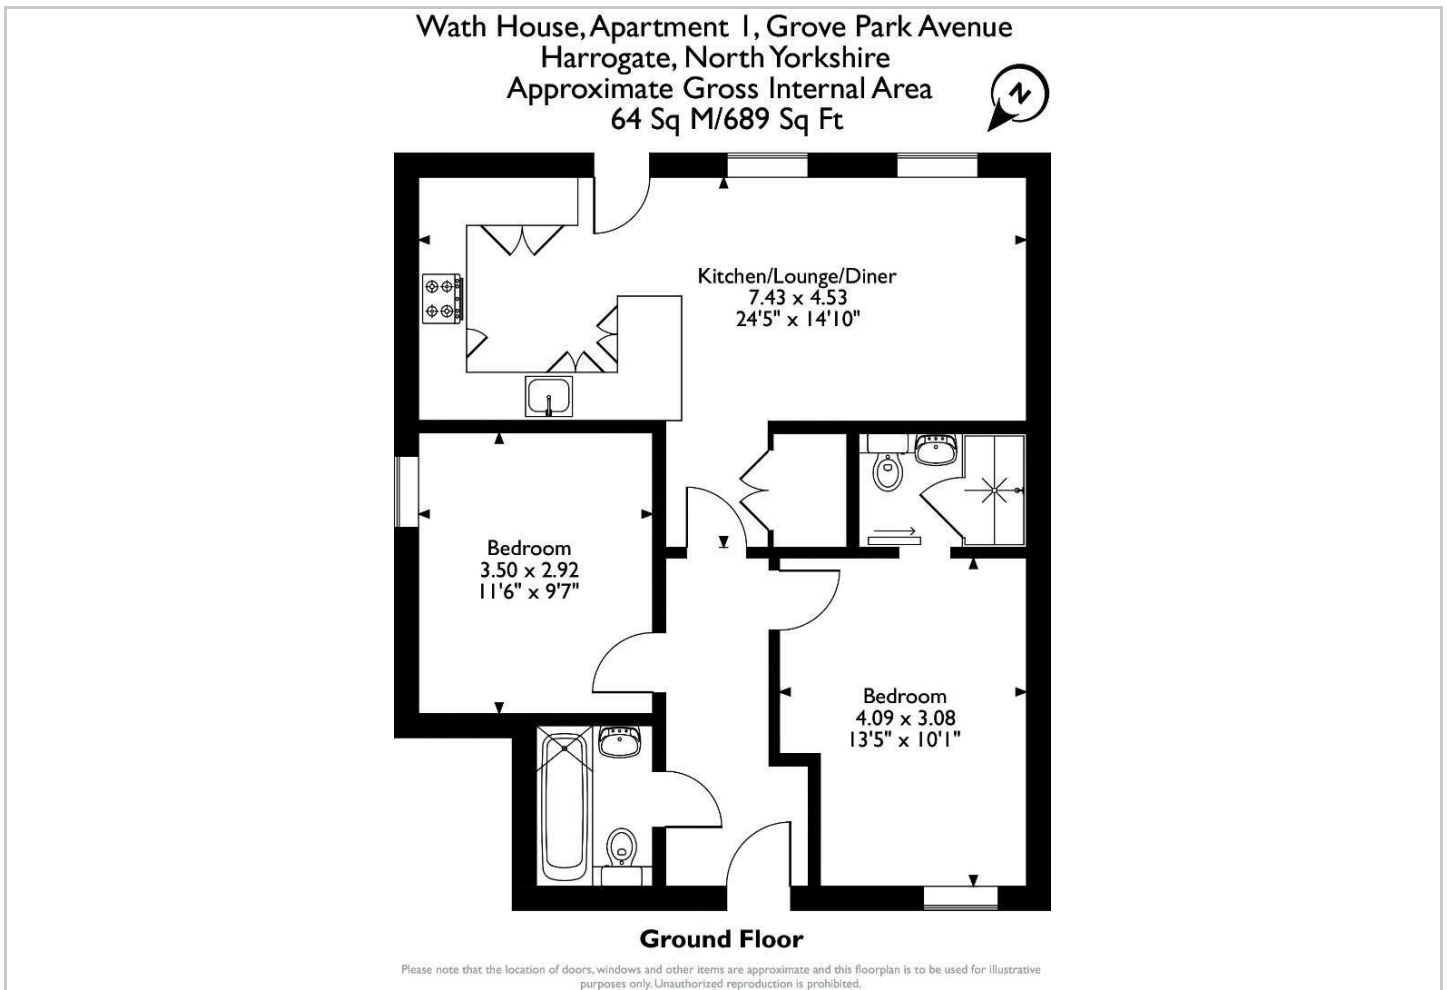 Wath House, Apartment 1, Grove Park Avenue
Harrogate, North Yorkshire
Approximate Gross Internal Area
64 Sq M/689 Sq Ft
N
Kitchen/Lounge/Diner
7.43 x 4.53
24'5" x 14'10"
Bedroom
3.50 x 2.92
11'6" x 9'7"
Bedroom
4.09 x 3.08
13'5" x 10'1"
Ground Floor
Please note that the location of doors, windows and other items are approximate and this floorplan is to be used for illustrative
purposes only. Unauthorized reproduction is prohibited.